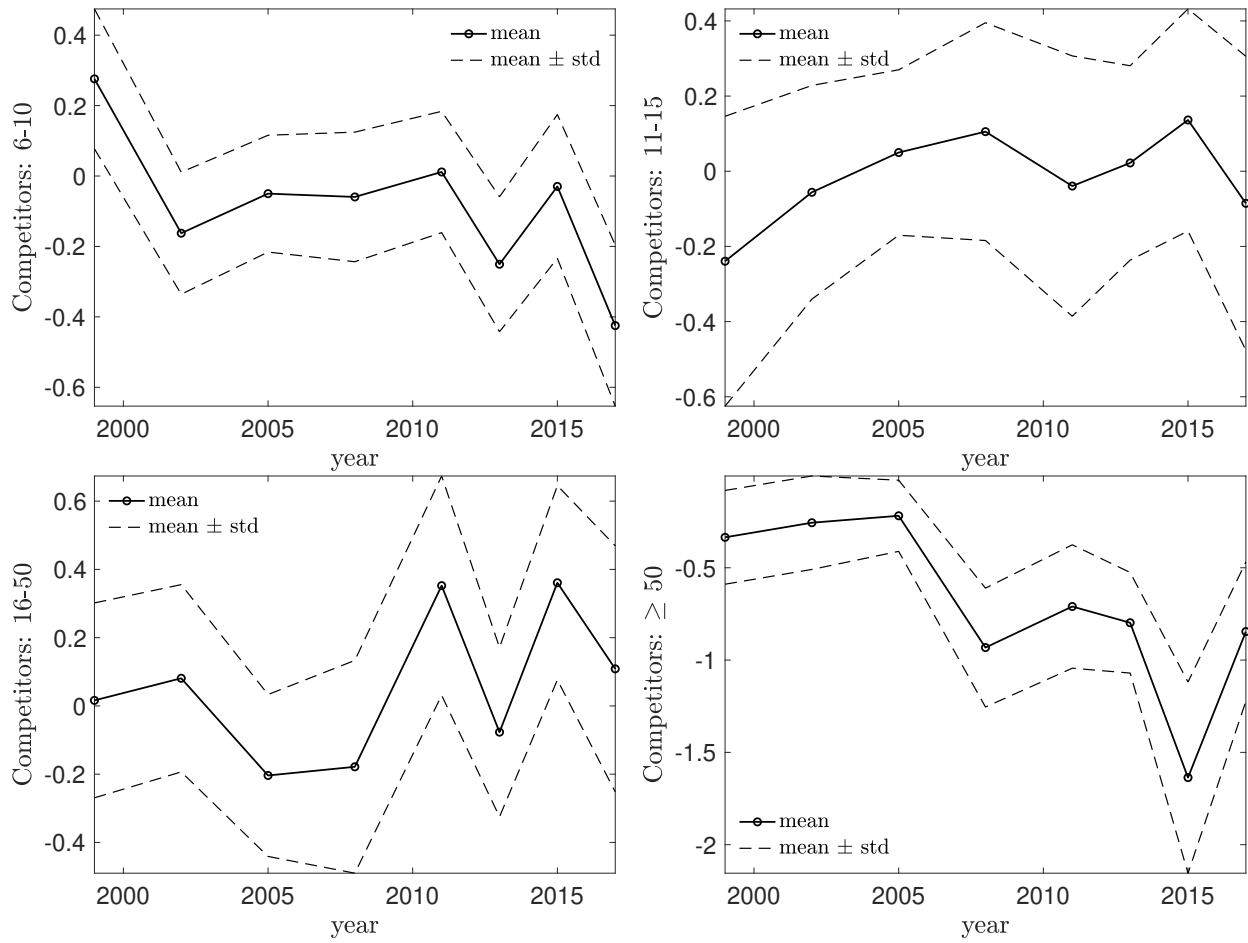 Competitors: 6-10
0.4
0.2
0
-0.2
-0.4
-0.6
mean
mean ± std
2000 2005 2010 2015
year
Competitors: 11-15
0.4
0.2
0
-0.2
-0.4
-0.6
mean
mean ± std
2000 2005 2010 2015
year
Competitors: 16-50
0.6
0.4
0.2
0
-0.2
-0.4
mean
mean ± std
2000 2005 2010 2015
year
Competitors: ≥ 50
-0.5
-1
-1.5
-2
mean
mean ± std
2000 2005 2010 2015
year